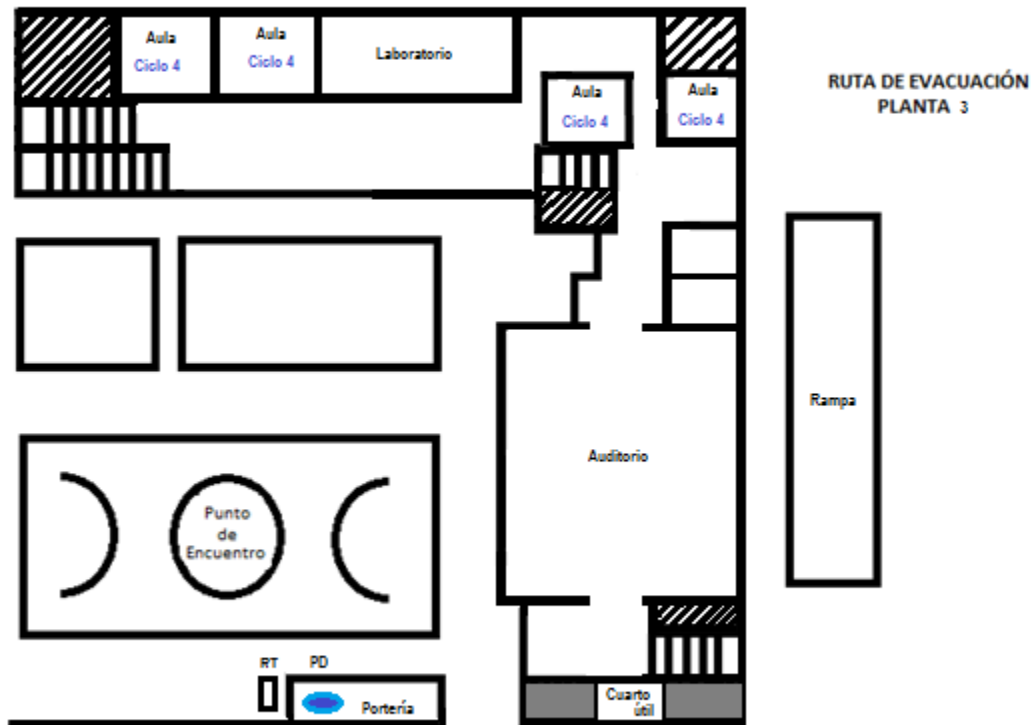 Aula
Ciclo 4
Aula
Ciclo 4
Laboratorio
Aula
Ciclo 4
Aula
Ciclo 4
RUTA DE EVACUACIÓN
PLANTA 3
Rampa
Auditorio
Punto
de
Encuentro
RT
PD
Portería
Cuarto
útil